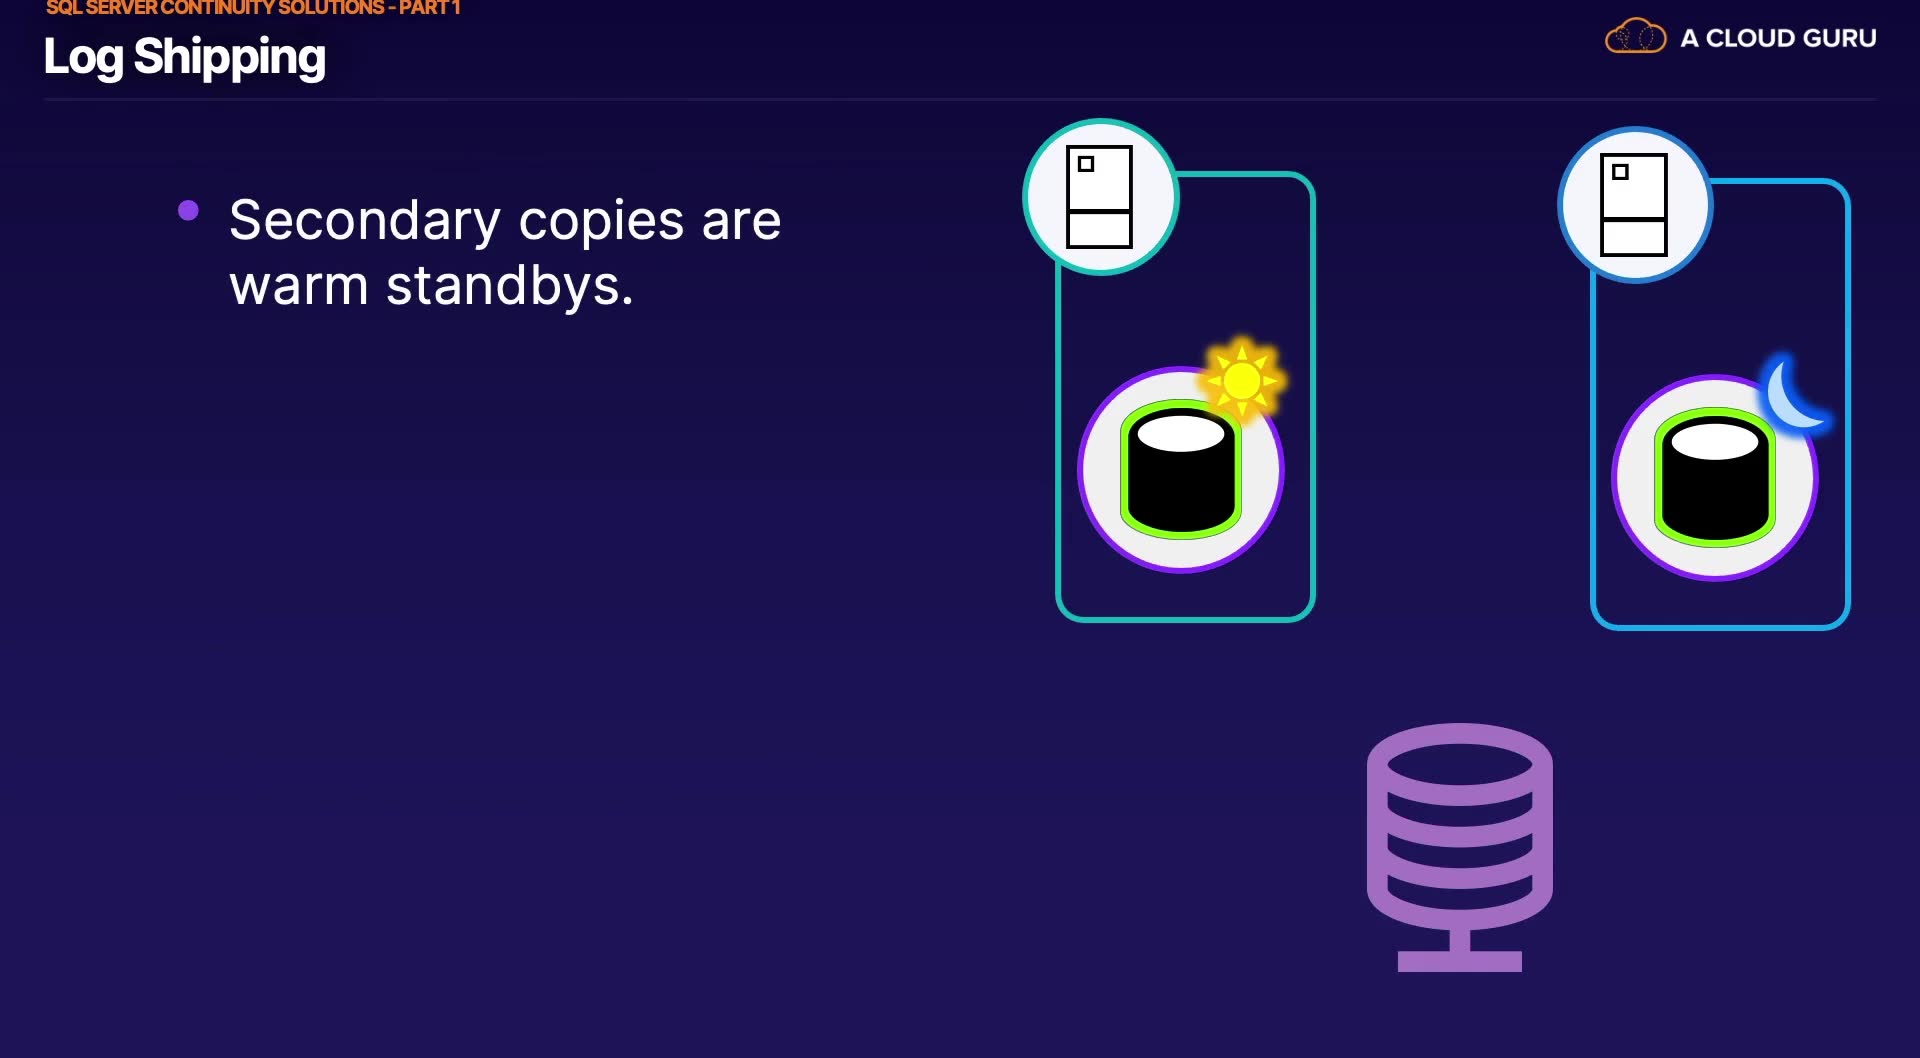 SQL SERVER CONTINUITY SOLUTIONS - PART 1
Log Shipping
A CLOUD GURU
Secondary copies are
warm standbys.